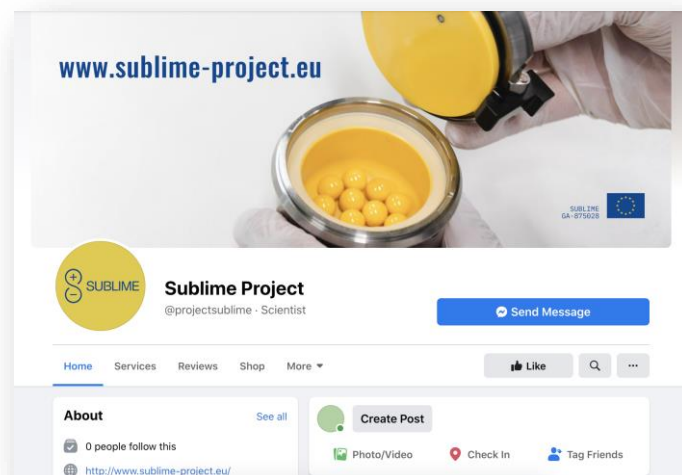 www.sublime-project.eu
SUBLIME
GA-875028
SUBLIME
Sublime Project
@projectsublime · Scientist
Send Message
Home Services Reviews Shop More
Like
About See all
Create Post
0 people follow this
Photo/Video Check In Tag Friends
http://www.sublime-project.eu/